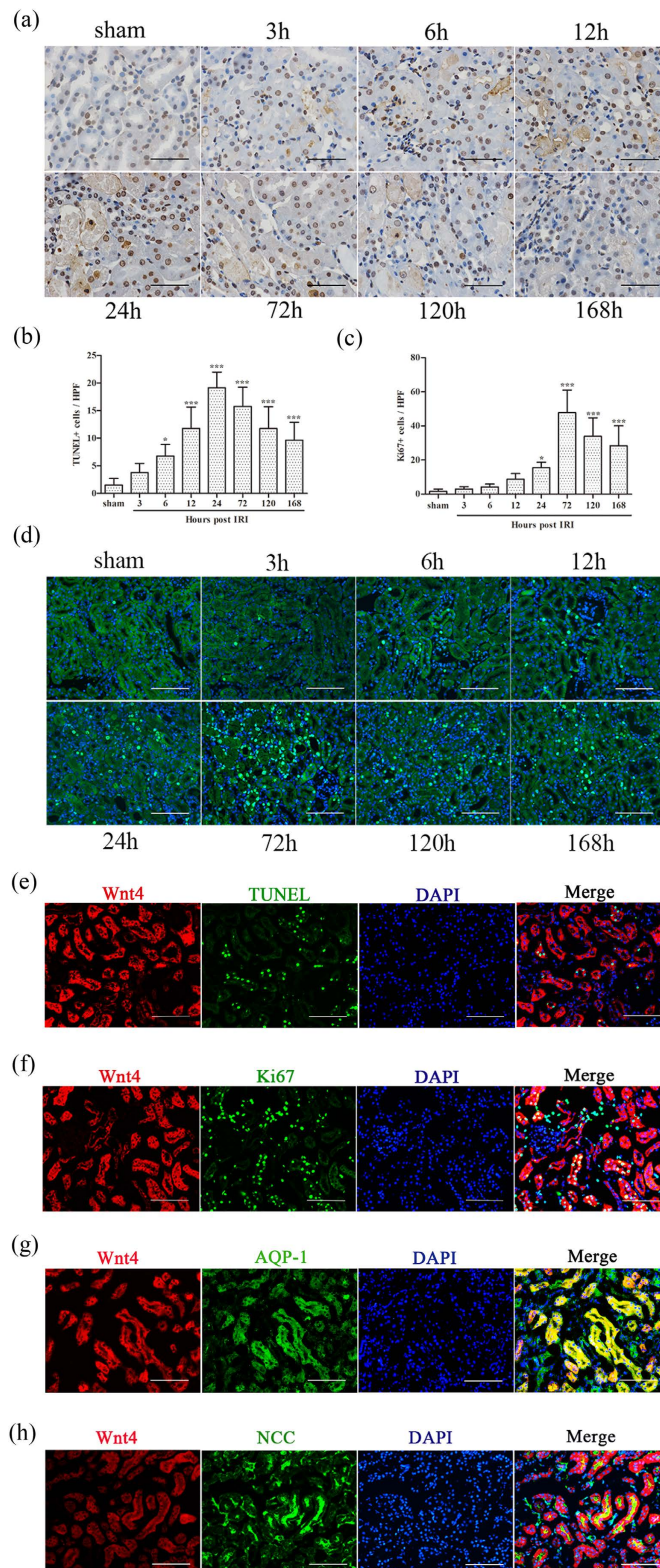 (a)
sham 3h 6h 12h
24h 72h 120h 168h
(b)
TUNEL+ cells / HPF
25
20
15
10
5
0
* *** *** *** *** ***
sham 3 6 12 24 72 120 168
Hours post IRI
(c)
Ki67+ cells / HPF
80
60
40
20
0
* *** *** ***
sham 3 6 12 24 72 120 168
Hours post IRI
(d)
sham 3h 6h 12h
24h 72h 120h 168h
(e)
Wnt4 TUNEL DAPI Merge
(f)
Wnt4 Ki67 DAPI Merge
(g)
Wnt4 AQP-1 DAPI Merge
(h)
Wnt4 NCC DAPI Merge